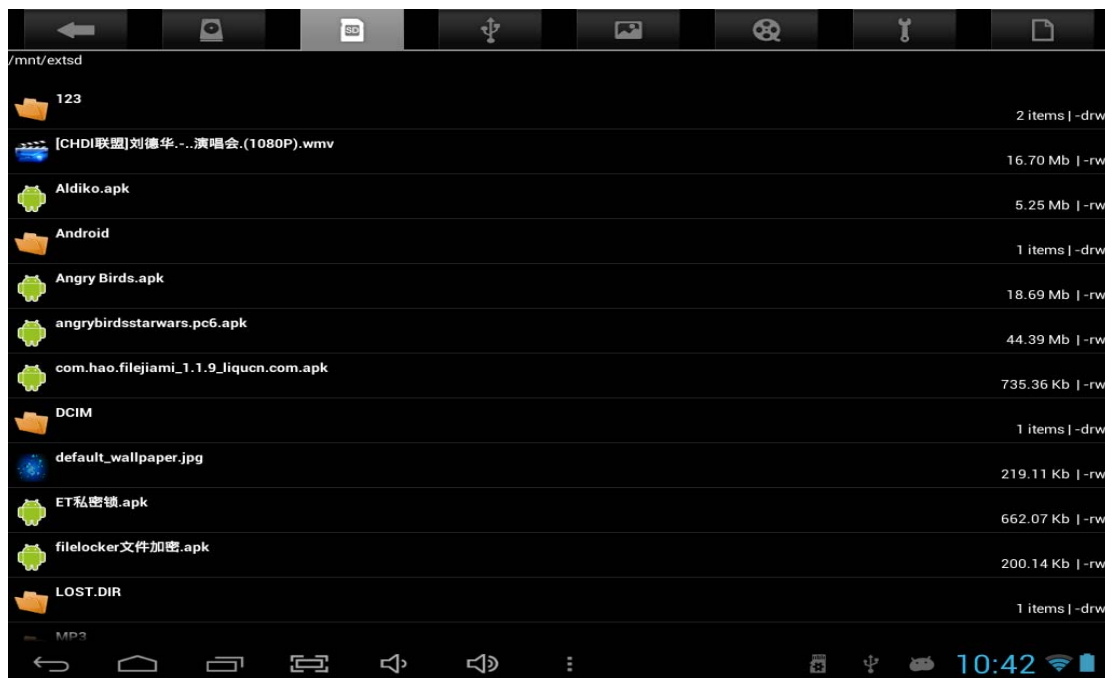 SD
/mnt/extsd
123
2 items | -drw
[CHDI联盟]刘德华.-..演唱会.(1080P).wmv
16.70 Mb | -rw
Aldiko.apk
5.25 Mb | -rw
Android
1 items | -drw
Angry Birds.apk
18.69 Mb | -rw
angrybirdsstarwars.pc6.apk
44.39 Mb | -rw
com.hao.filejiami_1.1.9_liqucn.com.apk
735.36 Kb | -rw
DCIM
1 items | -drw
default_wallpaper.jpg
219.11 Kb | -rw
ET私密锁.apk
662.07 Kb | -rw
filelocker文件加密.apk
200.14 Kb | -rw
LOST.DIR
1 items | -drw
MP3
10:42